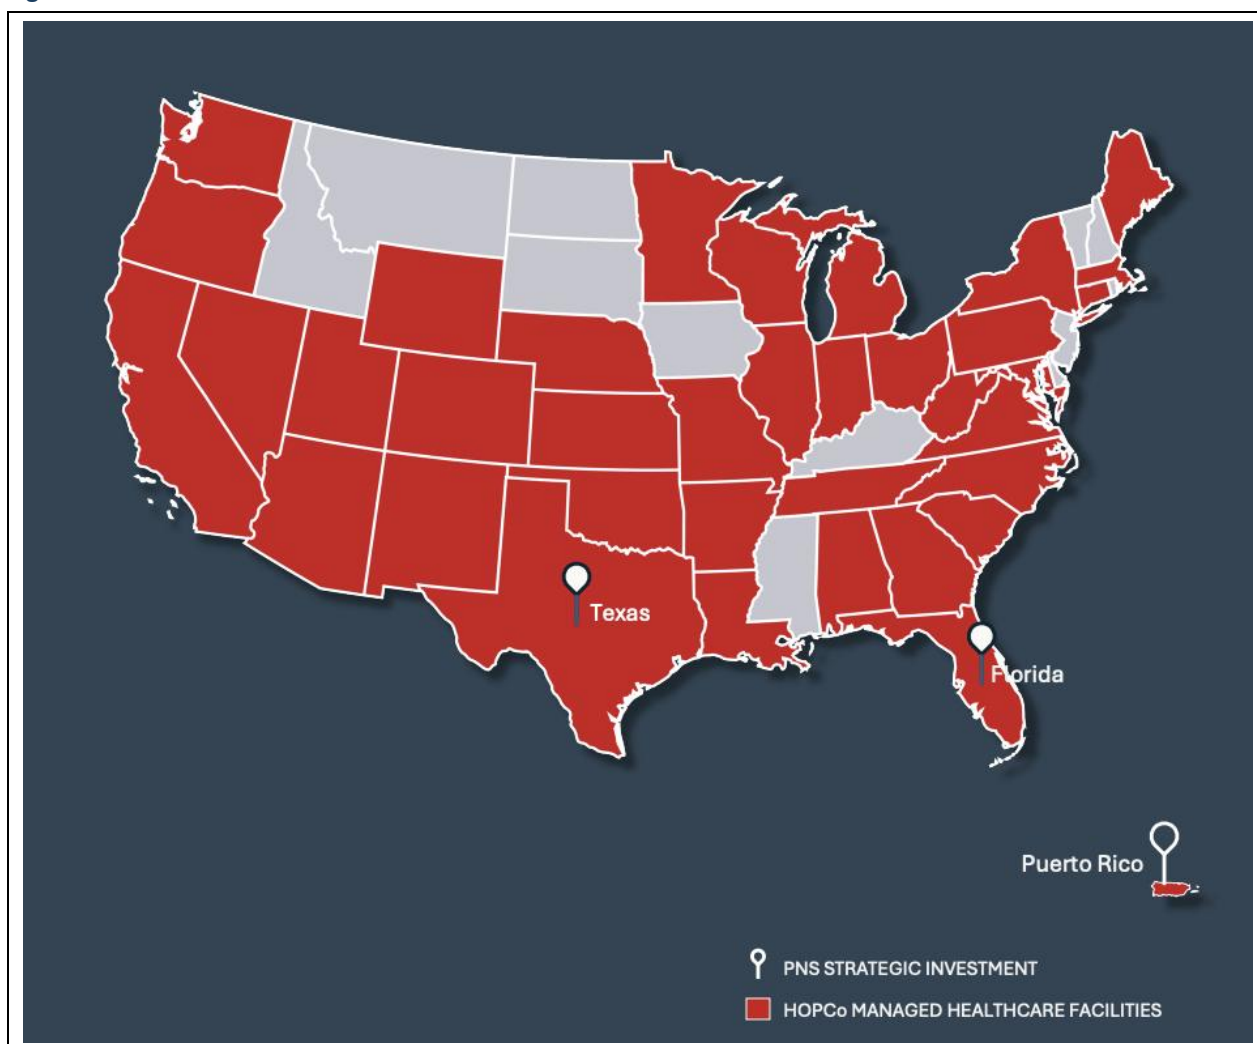 Texas
Florida
Puerto Rico
PNS STRATEGIC INVESTMENT
HOPCo MANAGED HEALTHCARE FACILITIES